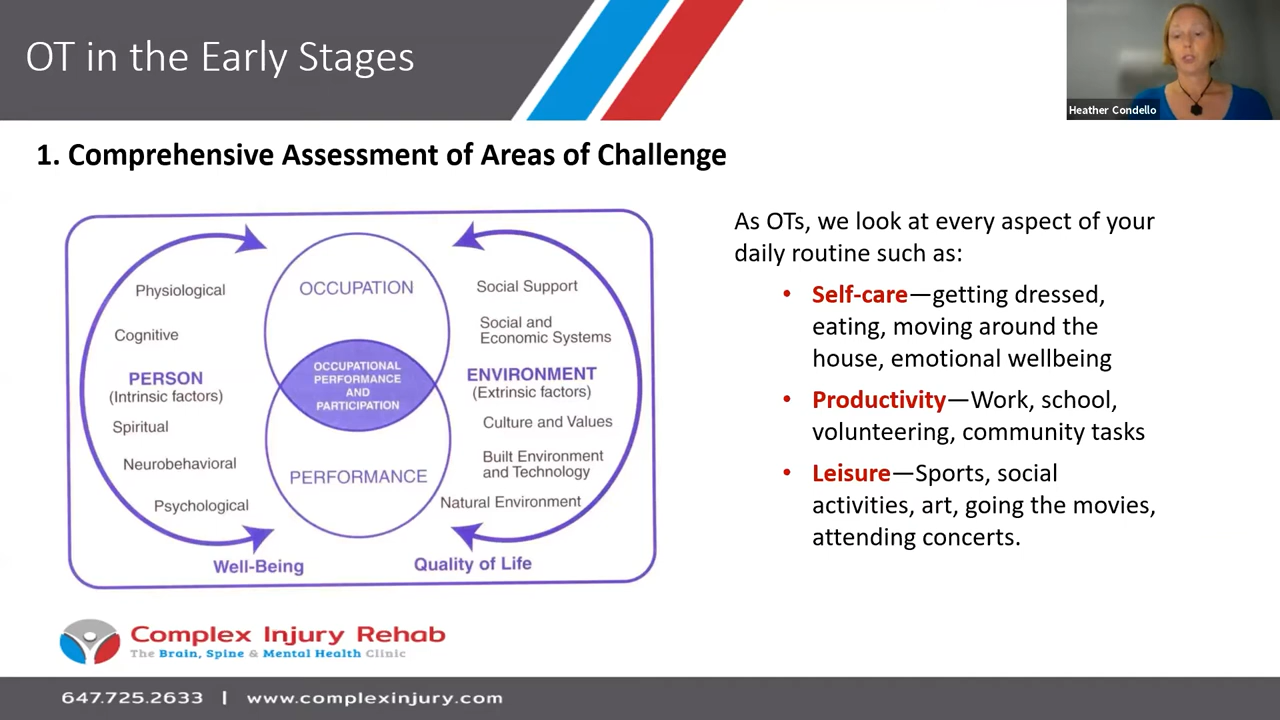 OT in the Early Stages
Heather Condello
1. Comprehensive Assessment of Areas of Challenge
Physiological
Cognitive
PERSON
(Intrinsic factors)
Spiritual
Neurobehavioral
Psychological
OCCUPATION
OCCUPATIONAL
PERFORMANCE
AND
PARTICIPATION
PERFORMANCE
Social Support
Social and
Economic Systems
ENVIRONMENT
(Extrinsic factors)
Culture and Values
Built Environment
and Technology
Natural Environment
Well-Being
Quality of Life
As OTs, we look at every aspect of your
daily routine such as:
• Self-care—getting dressed,
eating, moving around the
house, emotional wellbeing
• Productivity—Work, school,
volunteering, community tasks
• Leisure—Sports, social
activities, art, going the movies,
attending concerts.
Complex Injury Rehab
The Brain, Spine & Mental Health Clinic
647.725.2633 | www.complexinjury.com